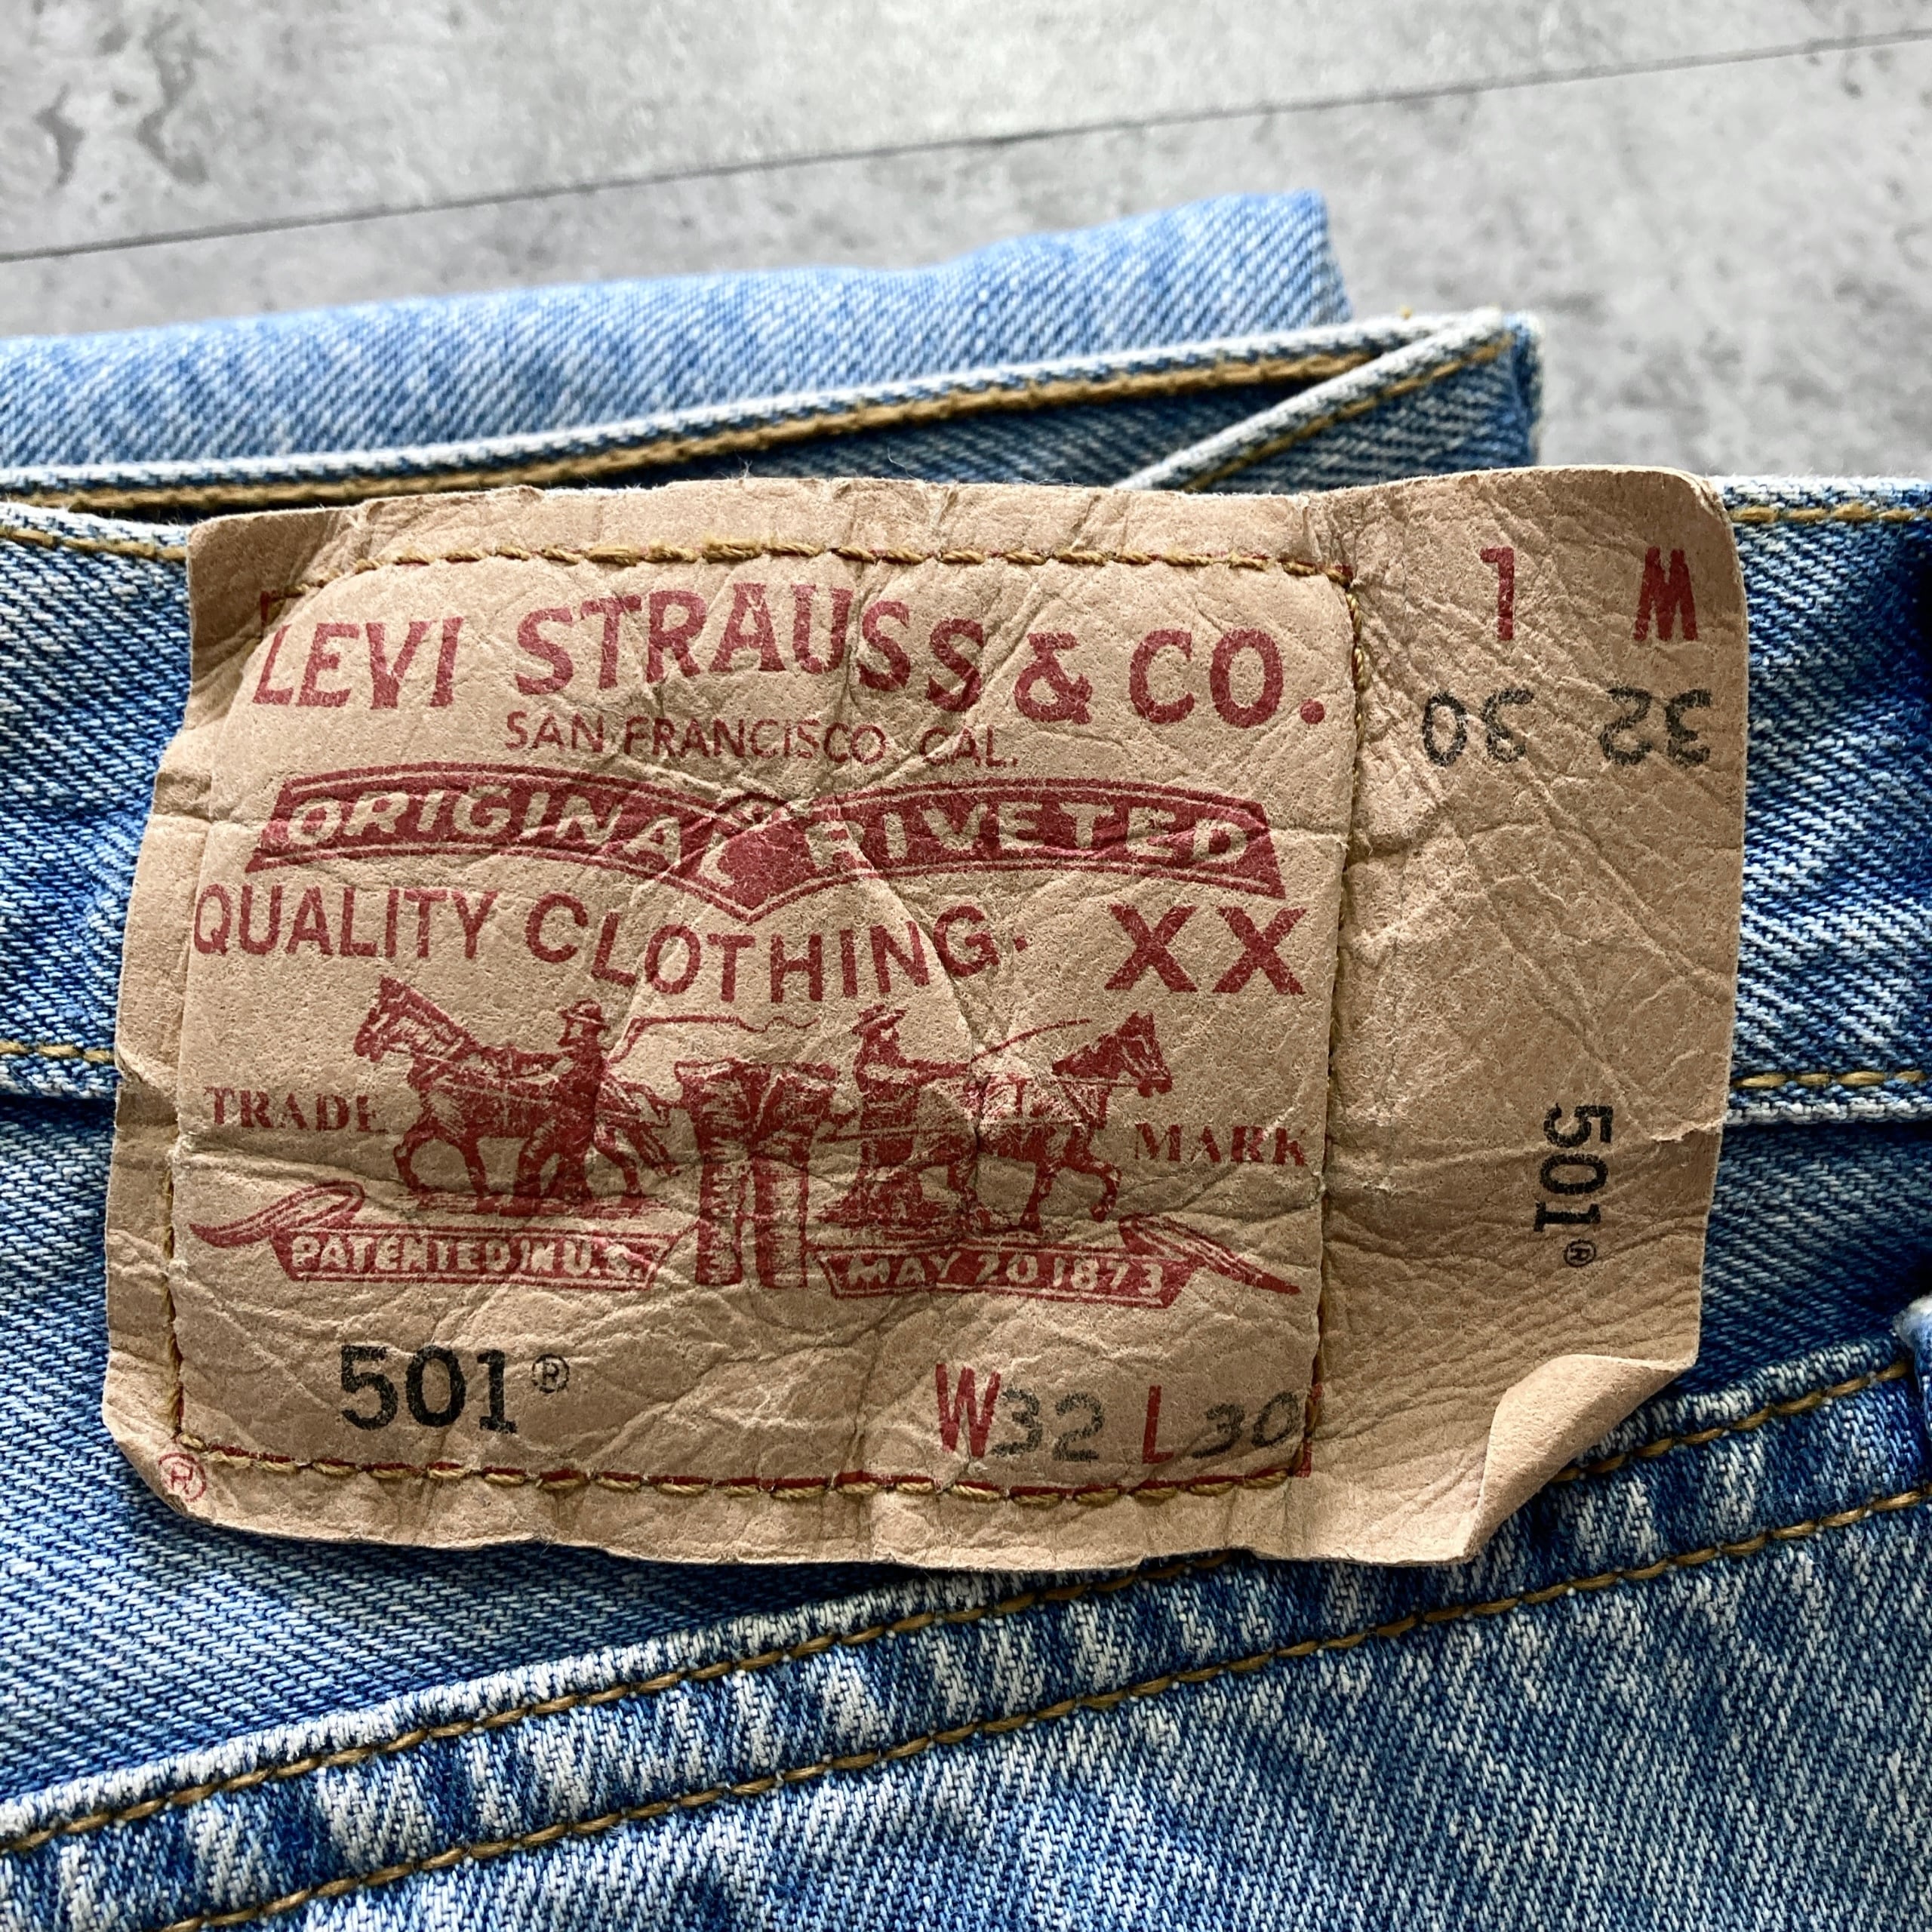 LEVI STRAUSS & CO.
SAN FRANCISCO CAL.
ORIGINAL RIVETED
QUALITY CLOTHING. XX
TRADE MARK
PATENTED IN U.S. MAY 20 1873
501®
W32 L30
®
W L
32 30
501®